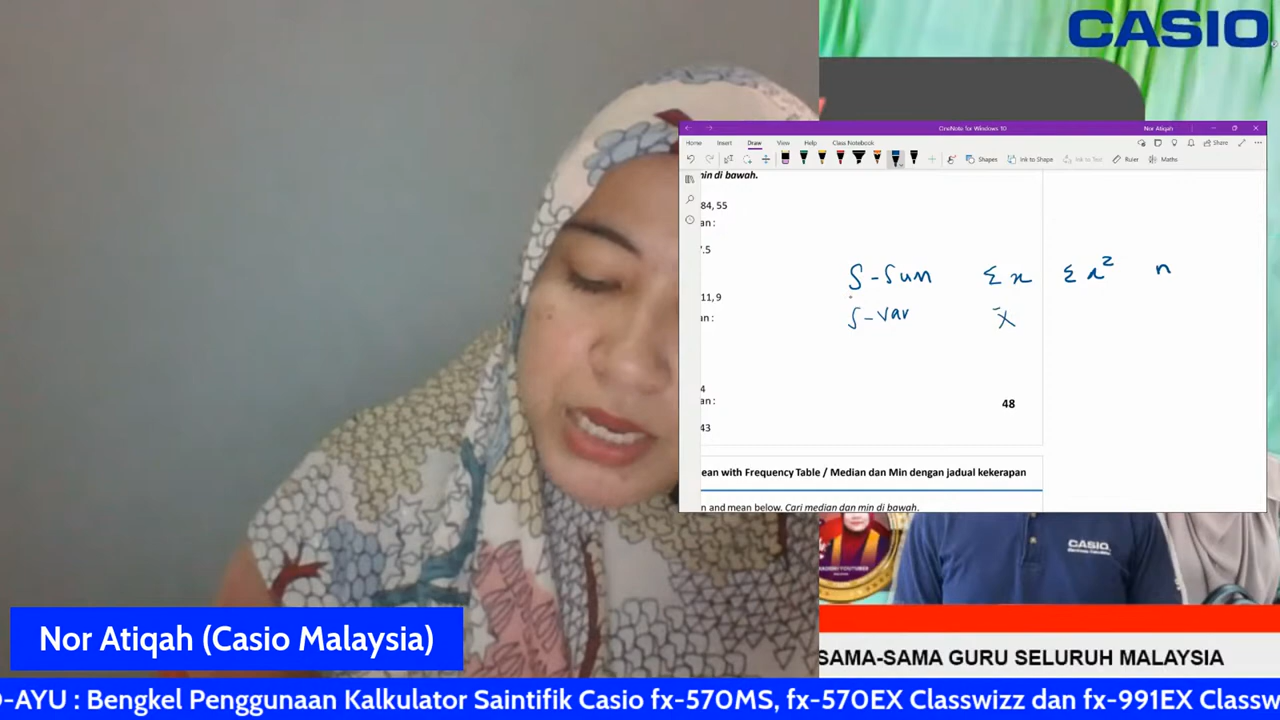 CASIO
OneNote for Windows 10
Nor Atiqah
Home Insert Draw View Help Class Notebook
Share
Shapes Ink to Shape Ink to Text Ruler Maths
min di bawah.
84, 55
an :
.5
S-Sum Σx Σx² n
11,9
S-Var x̄
an :
4
an :
48
43
ean with Frequency Table / Median dan Min dengan jadual kekerapan
n and mean below. Cari median dan min di bawah.
CASIO
Nor Atiqah (Casio Malaysia)
SAMA-SAMA GURU SELURUH MALAYSIA
O-AYU : Bengkel Penggunaan Kalkulator Saintifik Casio fx-570MS, fx-570EX Classwizz dan fx-991EX Classw